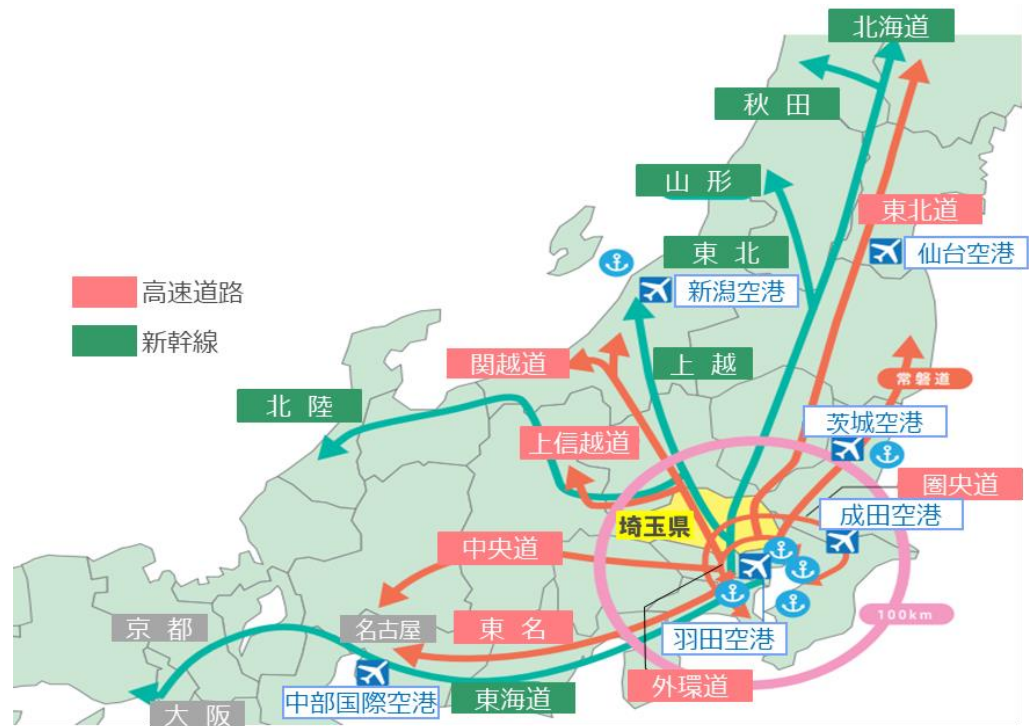 北海道
秋 田
山 形
東北道
東 北
仙台空港
新潟空港
高速道路
新幹線
関越道
上 越
常磐道
北 陸
茨城空港
上信越道
圏央道
成田空港
埼玉県
中央道
100km
京 都
名古屋
東 名
羽田空港
外環道
中部国際空港
東海道
大 阪